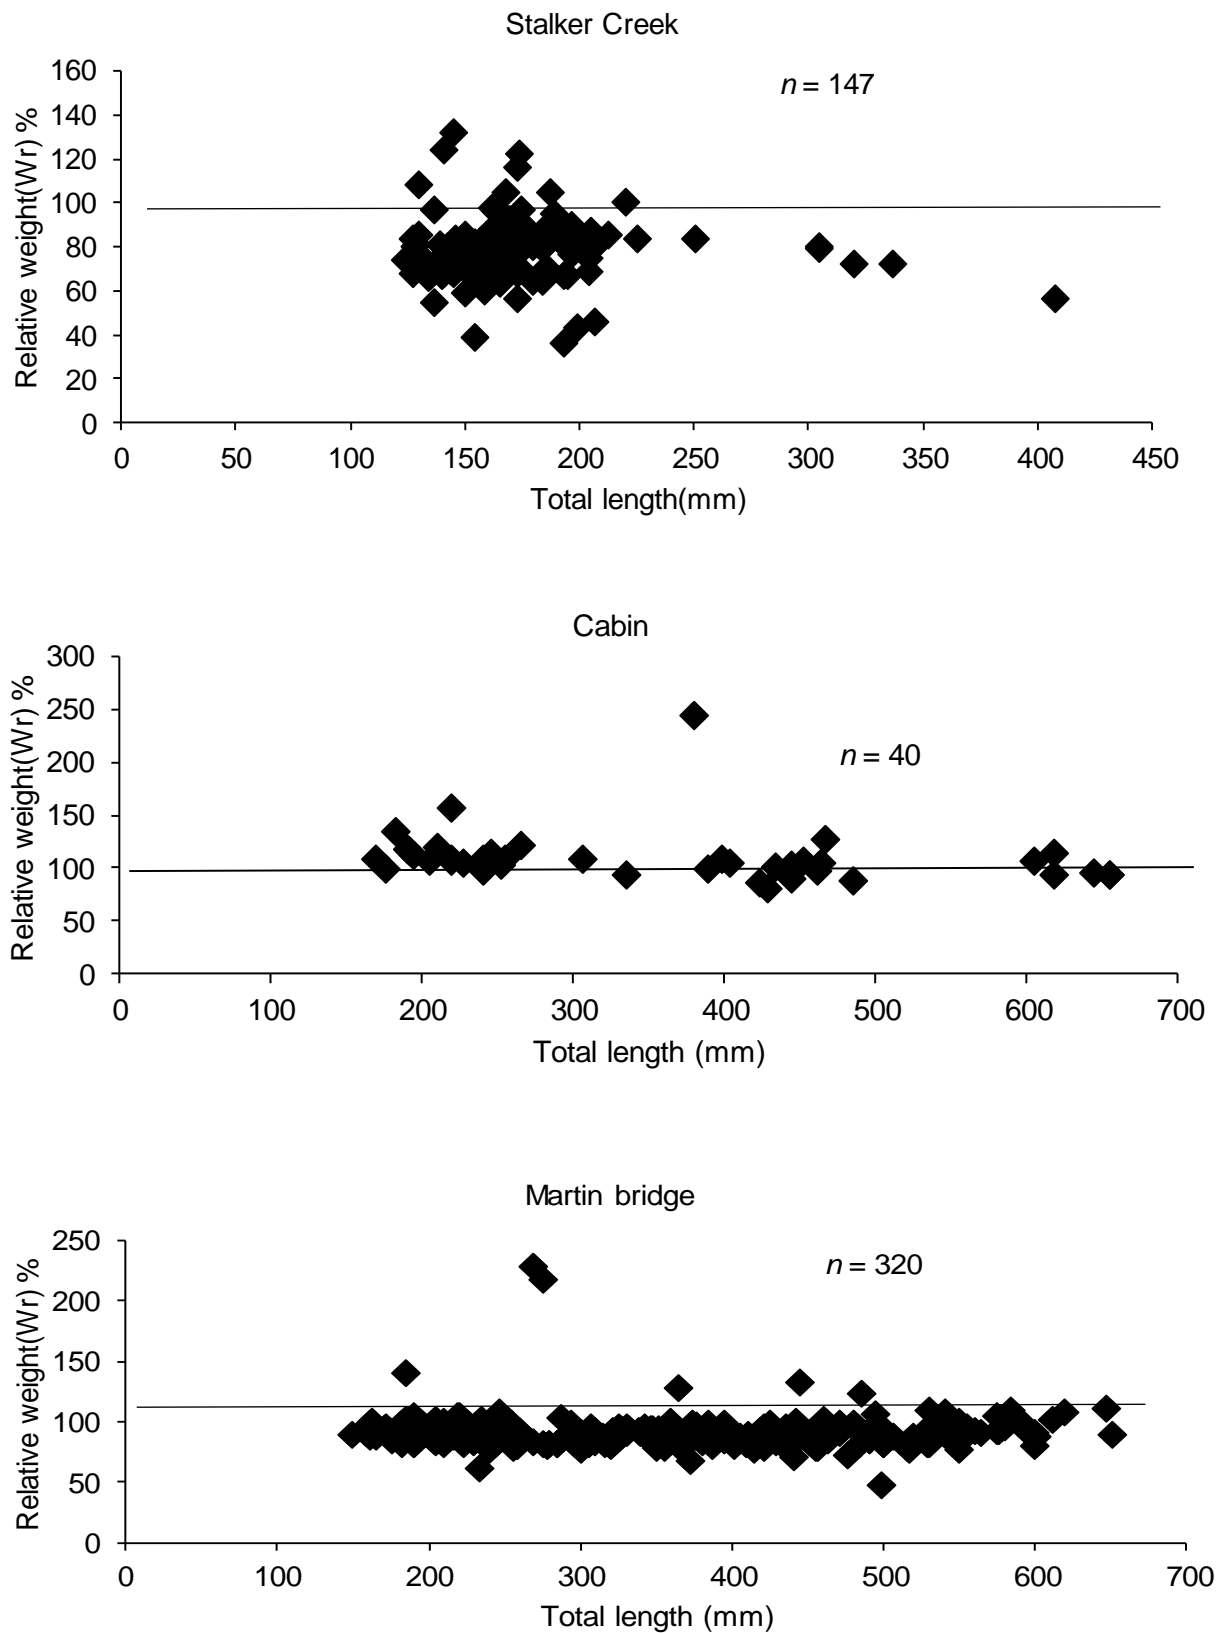 Stalker Creek
n = 147
Relative weight(Wr) %
160
140
120
100
80
60
40
20
0
0 50 100 150 200 250 300 350 400 450
Total length(mm)
Cabin
n = 40
Relative weight(Wr) %
300
250
200
150
100
50
0
0 100 200 300 400 500 600 700
Total length (mm)
Martin bridge
n = 320
Relative weight(Wr) %
250
200
150
100
50
0
0 100 200 300 400 500 600 700
Total length (mm)